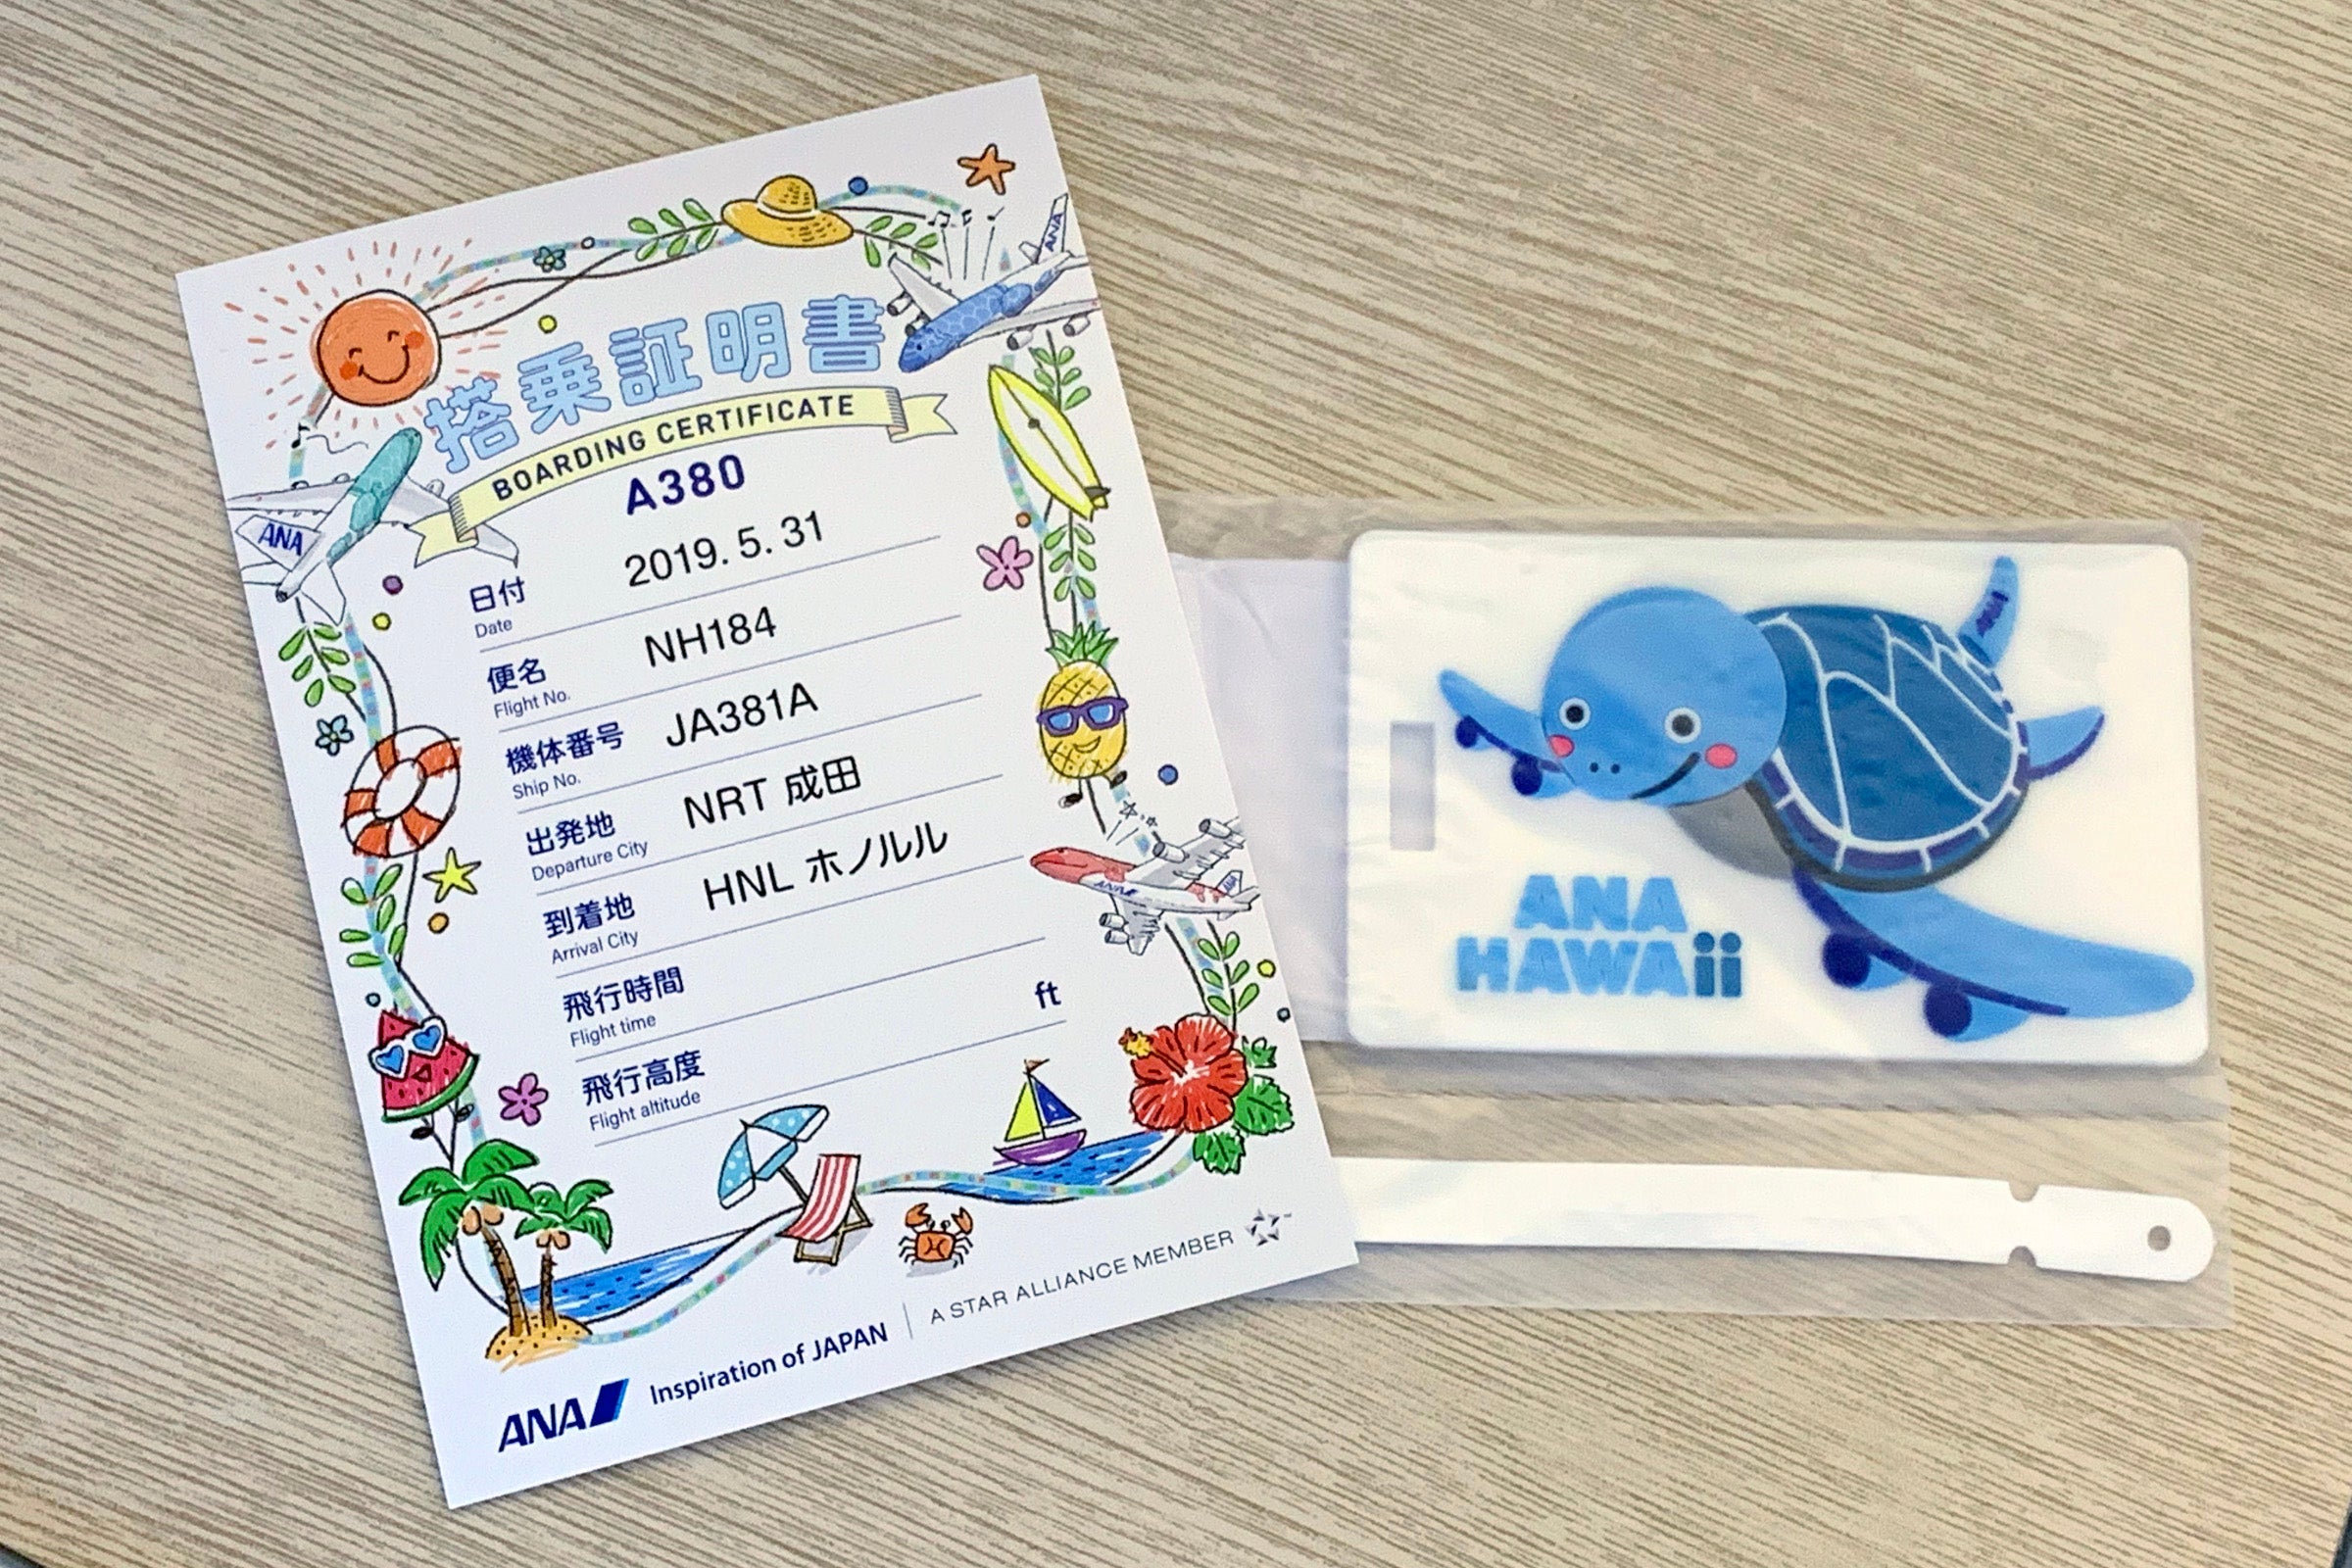 搭乗証明書
BOARDING CERTIFICATE
A380
2019. 5. 31
日付
Date
NH184
便名
Flight No.
JA381A
機体番号
Ship No.
NRT 成田
出発地
Departure City
HNL ホノルル
到着地
Arrival City
飛行時間
Flight time
ft
飛行高度
Flight altitude
ANA Inspiration of JAPAN | A STAR ALLIANCE MEMBER
ANA
ANA
ANA
ANA
ANA
HAWAii